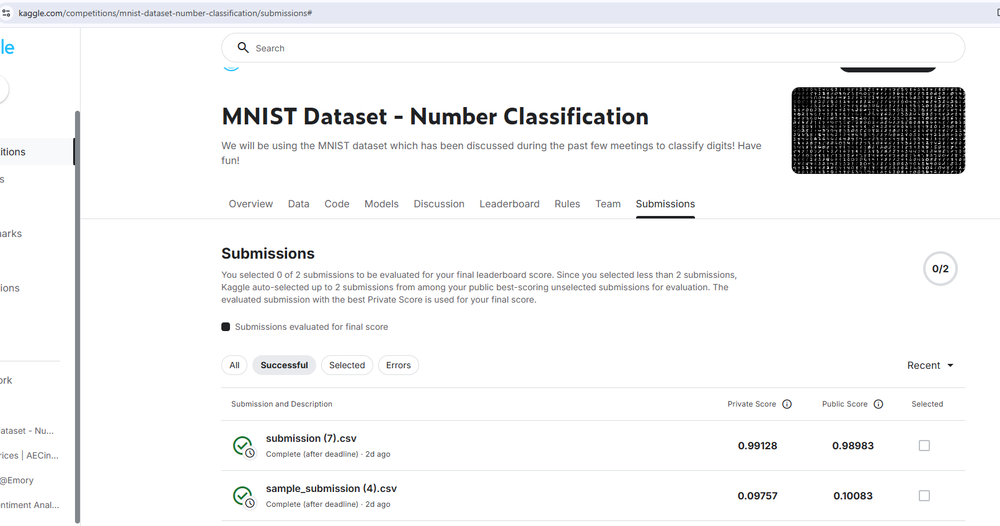 kaggle.com/competitions/mnist-dataset-number-classification/submissions#
le
Search
MNIST Dataset - Number Classification
We will be using the MNIST dataset which has been discussed during the past few meetings to classify digits! Have
fun!
itions
s
arks
ions
ork
ataset - Nu...
rices | AECin...
@Emory
ntiment Anal...
Overview Data Code Models Discussion Leaderboard Rules Team Submissions
Submissions
You selected 0 of 2 submissions to be evaluated for your final leaderboard score. Since you selected less than 2 submissions,
Kaggle auto-selected up to 2 submissions from among your public best-scoring unselected submissions for evaluation. The
evaluated submission with the best Private Score is used for your final score.
0/2
Submissions evaluated for final score
All Successful Selected Errors Recent
Submission and Description Private Score Public Score Selected
submission (7).csv
Complete (after deadline) · 2d ago
0.99128 0.98983
sample_submission (4).csv
Complete (after deadline) · 2d ago
0.09757 0.10083